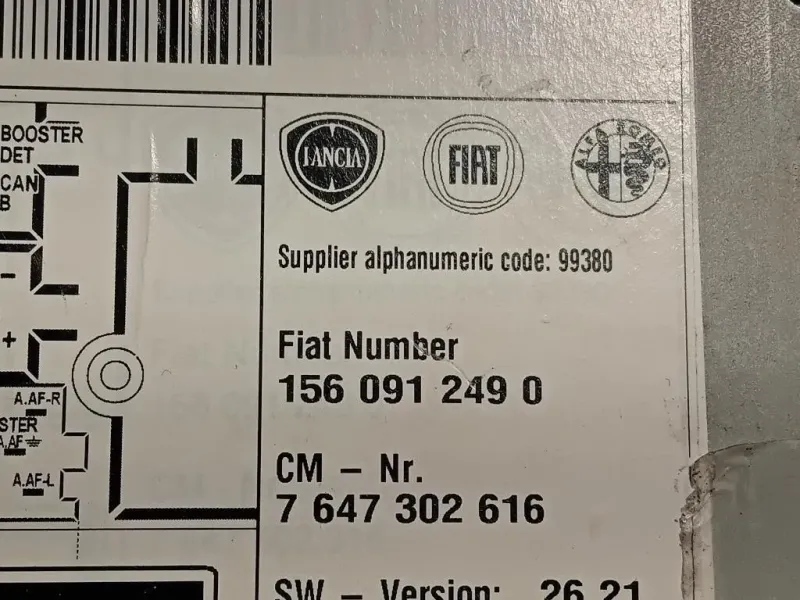 BOOSTER
DET
CAN
B
−
+
A.AF-R
STER
A.AF
A.AF-L
LANCIA
FIAT
ALFA ROMEO
Supplier alphanumeric code: 99380
Fiat Number
156 091 249 0
CM – Nr.
7 647 302 616
SW – Version: 26.21